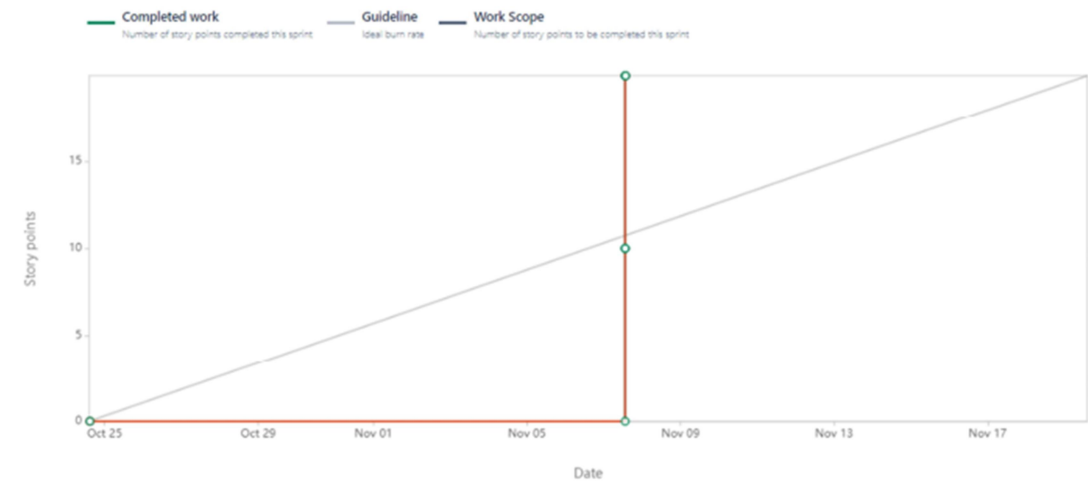 Completed work
Number of story points completed this sprint
Guideline
Ideal burn rate
Work Scope
Number of story points to be completed this sprint
15
10
5
0
Story points
Oct 25 Oct 29 Nov 01 Nov 05 Nov 09 Nov 13 Nov 17
Date